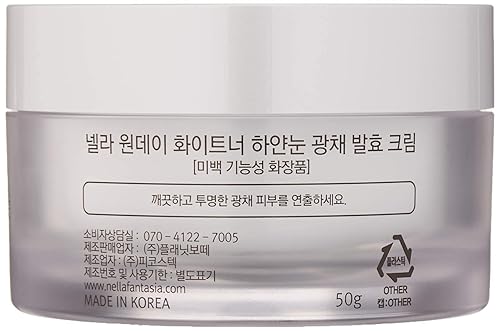 넬라 원데이 화이트너 하얀눈 광채 발효 크림
[미백 기능성 화장품]
깨끗하고 투명한 광채 피부를 연출하세요.
소비자상담실 : 070-4122-7005
제조판매업자 : (주)플래닛보떼
제조업자 : (주)피코스텍
제조번호 및 사용기한 : 별도표기
www.nellafantasia.com
MADE IN KOREA
50g
플라스틱
OTHER
캡:OTHER